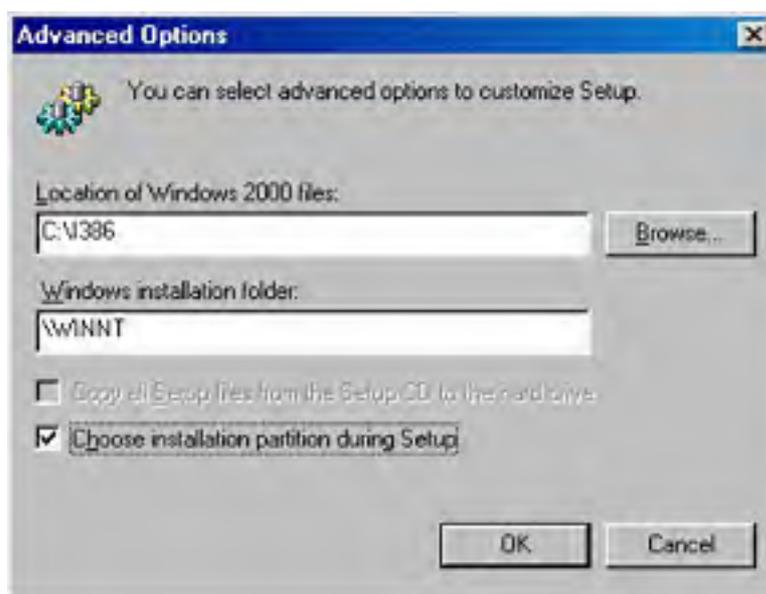 Advanced Options
You can select advanced options to customize Setup.
Location of Windows 2000 files:
C:\I386
Browse...
Windows installation folder:
\WINNT
Copy all Setup files from the Setup CD to the hard drive
Choose installation partition during Setup
OK
Cancel